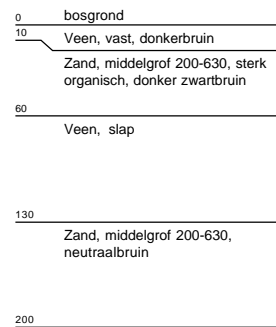 0 bosgrond
10 Veen, vast, donkerbruin
Zand, middelgrof 200-630, sterk
organisch, donker zwartbruin
60
Veen, slap
130
Zand, middelgrof 200-630,
neutraalbruin
200